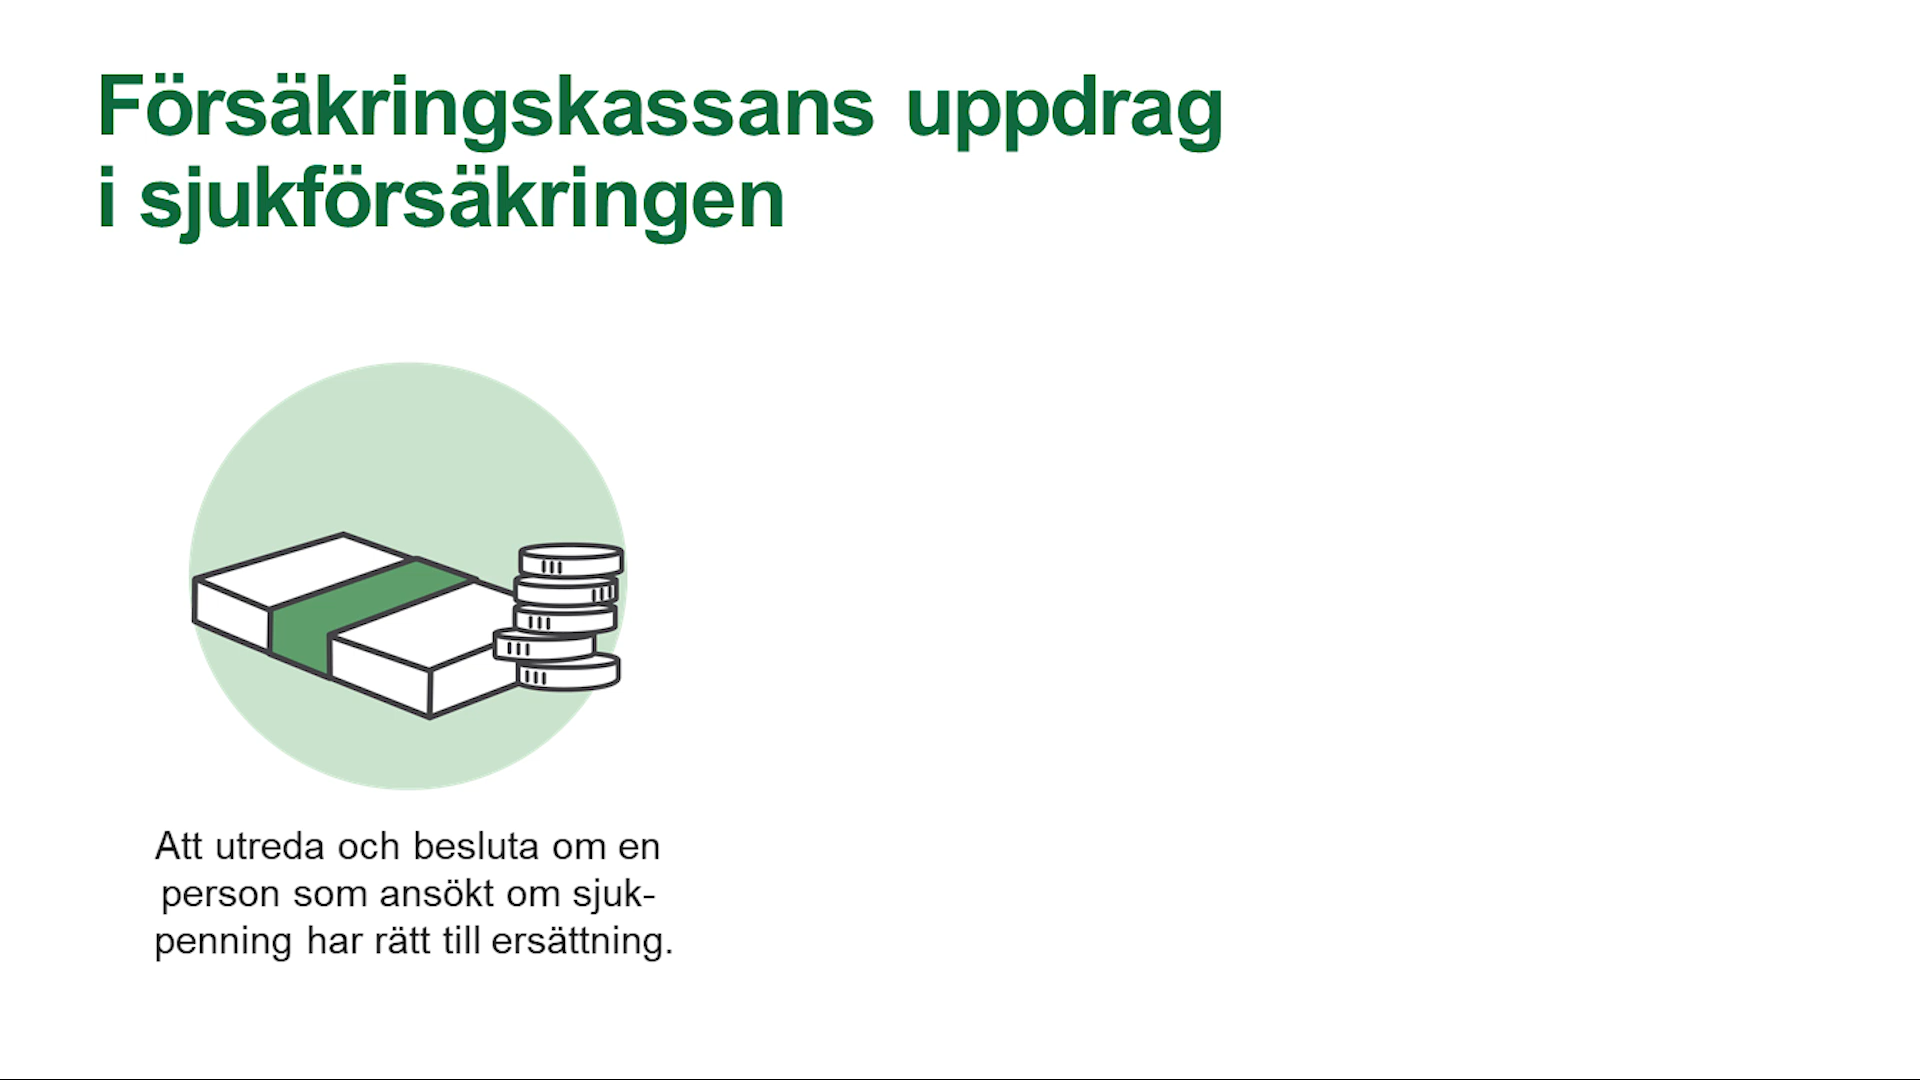 Försäkringskassans uppdrag
i sjukförsäkringen
Att utreda och besluta om en
person som ansökt om sjuk-
penning har rätt till ersättning.